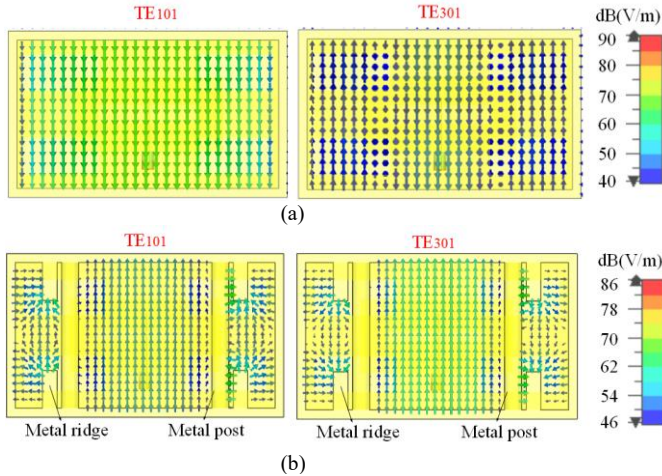 TE101
TE301
dB(V/m)
90
80
70
60
50
40
(a)
TE101
TE301
dB(V/m)
86
78
70
62
54
46
Metal ridge
Metal post
Metal ridge
Metal post
(b)